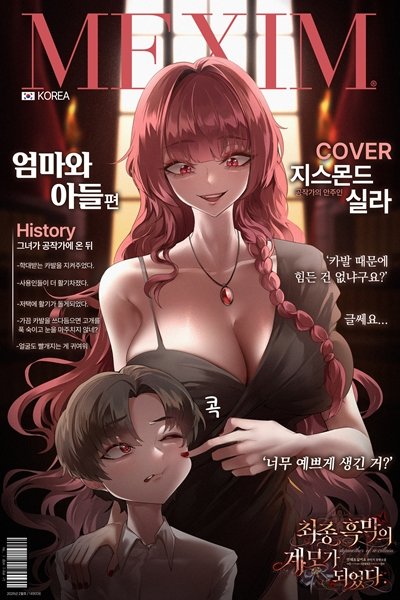 MEXIM
KOREA
엄마와
아들편
COVER
지스몬드
공작가의 안주인
실라
History
그녀가 공작가에 온 뒤
-학대받는 카발을 지켜주었다.
-사용인들이 더 활기차졌다.
-저택에 활기가 돌게되었다.
-가끔 카발을 쓰다듬으면 고개를
푹 숙이고 눈을 마주치지 않네?
-얼굴도 빨개지는 게 귀여워
'카발 때문에
힘든 건 없냐구요?'
글쎄요...
콕
'너무 예쁘게 생긴 거?'
최종 흑막의
계모가
되었다.